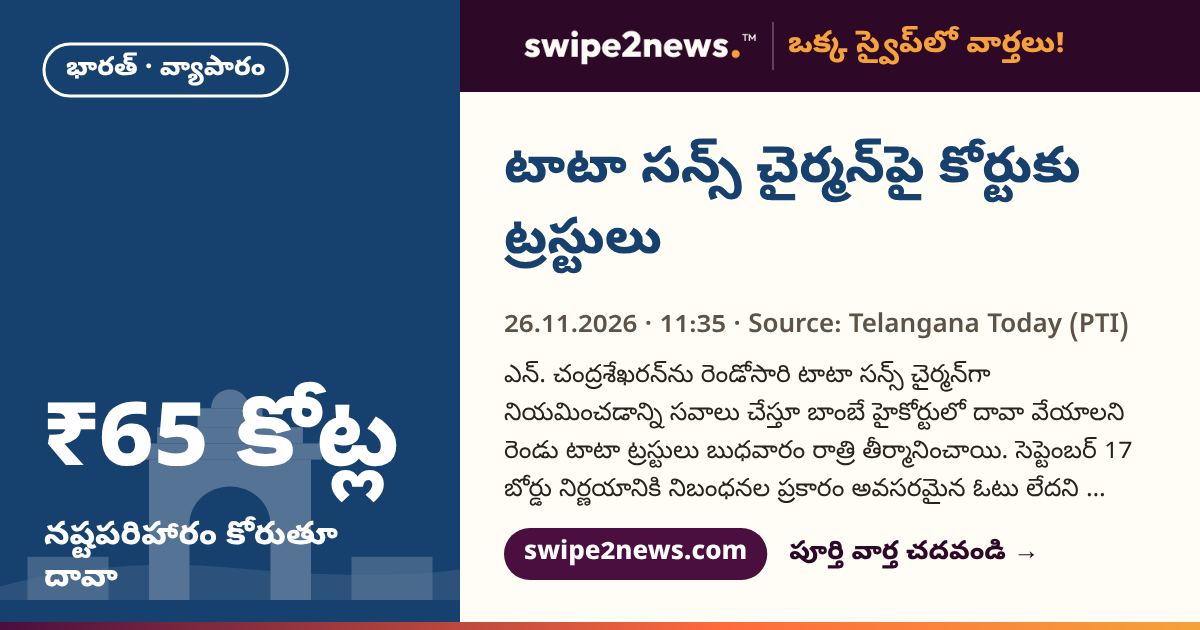 భారత్ · వ్యాపారం
₹65 కోట్ల
నష్టపరిహారం కోరుతూ
దావా
swipe2news.™ ఒక్క స్వైప్‌లో వార్తలు!
టాటా సన్స్ చైర్మన్‌పై కోర్టుకు
ట్రస్టులు
26.11.2026 · 11:35 · Source: Telangana Today (PTI)
ఎన్. చంద్రశేఖరన్‌ను రెండోసారి టాటా సన్స్ చైర్మన్‌గా
నియమించడాన్ని సవాలు చేస్తూ బాంబే హైకోర్టులో దావా వేయాలని
రెండు టాటా ట్రస్టులు బుధవారం రాత్రి తీర్మానించాయి. సెప్టెంబర్ 17
బోర్డు నిర్ణయానికి నిబంధనల ప్రకారం అవసరమైన ఓటు లేదని ...
swipe2news.com పూర్తి వార్త చదవండి →